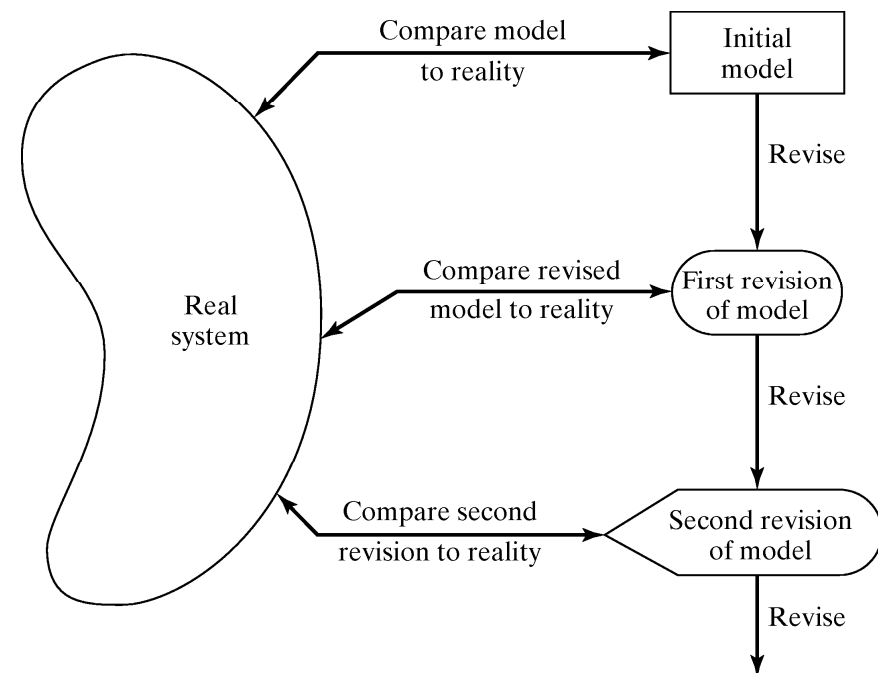 Compare model
to reality
Initial
model
Revise
Real
system
Compare revised
model to reality
First revision
of model
Revise
Compare second
revision to reality
Second revision
of model
Revise